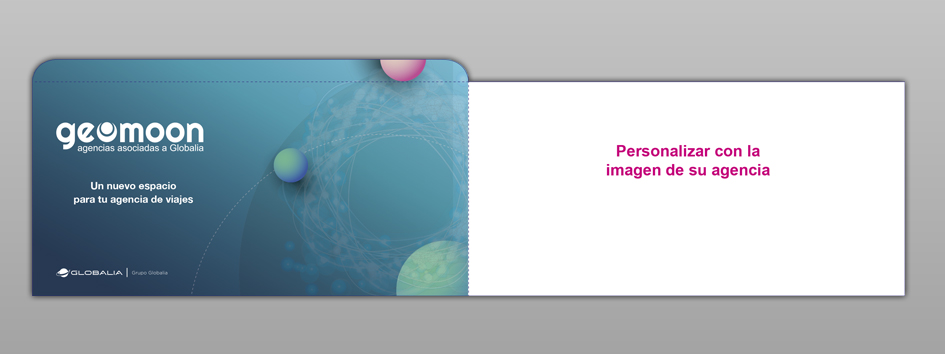 geomoon
agencias asociadas a Globalia
Un nuevo espacio
para tu agencia de viajes
GLOBALIA | Grupo Globalia
Personalizar con la
imagen de su agencia